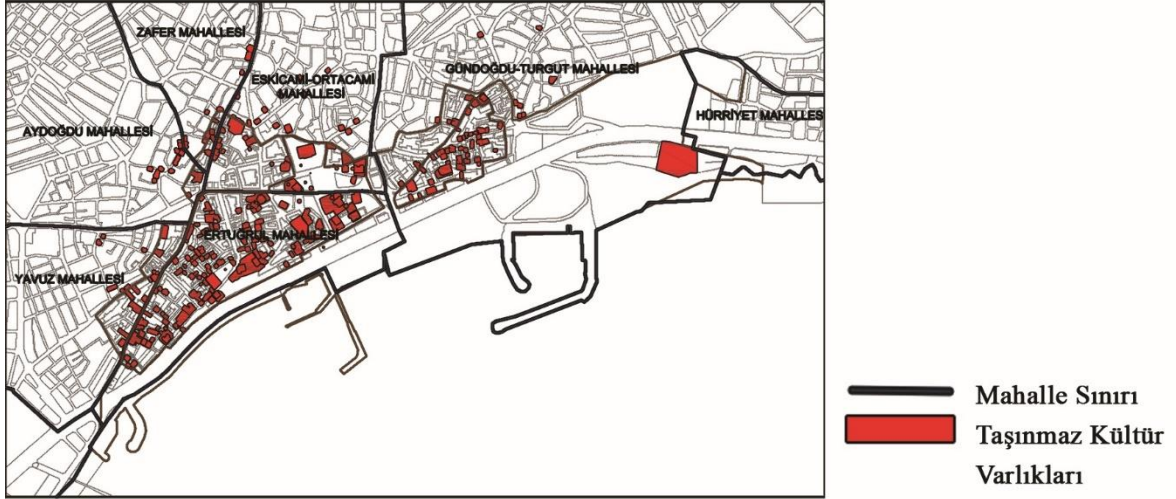 ZAFER MAHALLESİ
ESKİCAMİ-ORTACAMİ
MAHALLESİ
GÜNDOĞDU-TURGUT MAHALLESİ
HÜRRİYET MAHALLES
AYDOĞDU MAHALLESİ
ERTUĞRUL MAHALLESİ
YAVUZ MAHALLESİ
Mahalle Sınırı
Taşınmaz Kültür
Varlıkları